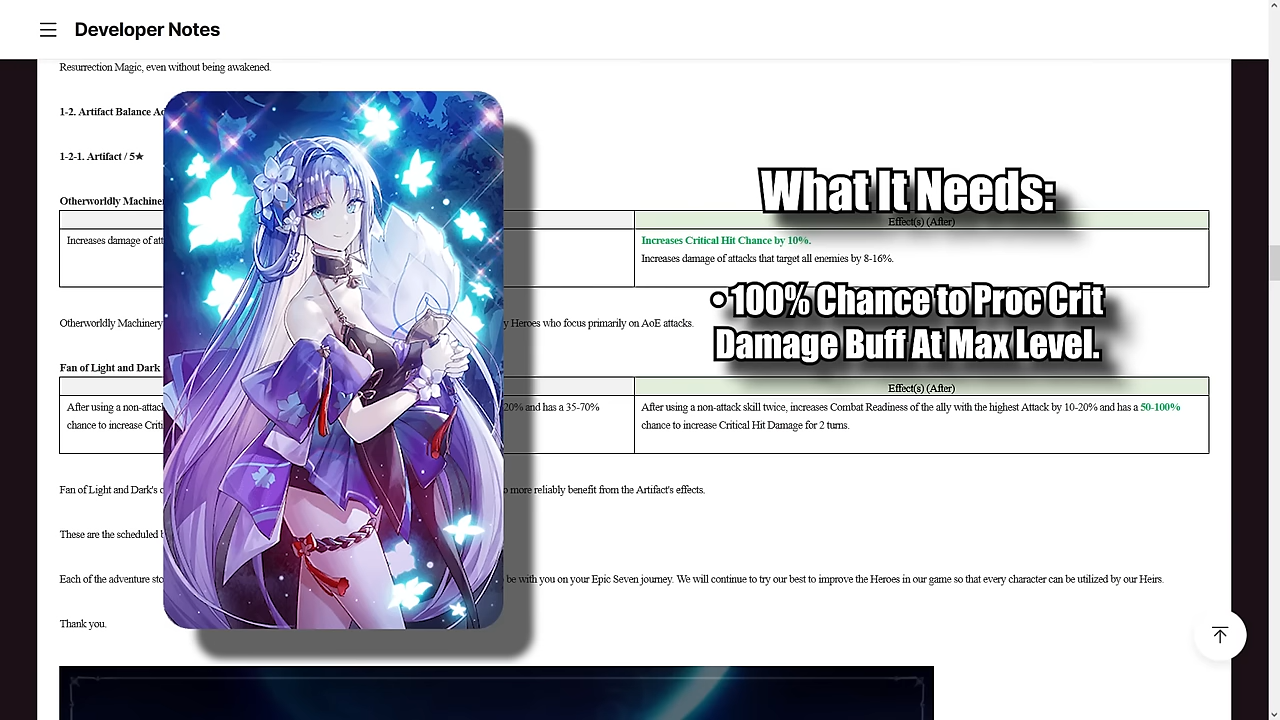 Developer Notes
Resurrection Magic, even without being awakened.
1-2. Artifact Balance
1-2-1. Artifact / 5★
Otherworldly
Effect(s) (After)
Increases damage of
Increases Critical Hit Chance by 10%.
Increases damage of attacks that target all enemies by 8-16%.
What It Needs:
•100% Chance to Proc Crit
Damage Buff At Max Level.
Otherworldly Machinery
Heroes who focus primarily on AoE attacks.
Fan of Light and Dark
Effect(s) (After)
After using a non-attack
20% and has a 35-70%
chance to increase
After using a non-attack skill twice, increases Combat Readiness of the ally with the highest Attack by 10-20% and has a 50-100%
chance to increase Critical Hit Damage for 2 turns.
Fan of Light and Dark's
more reliably benefit from the Artifact's effects.
These are the scheduled
Each of the adventure
be with you on your Epic Seven journey. We will continue to try our best to improve the Heroes in our game so that every character can be utilized by our Heirs.
Thank you.